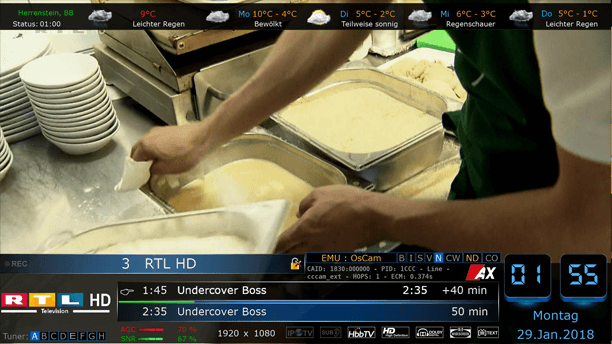 Herrenstein, BB
Status: 01:00
9°C
Leichter Regen
Mo 10°C - 4°C
Bewölkt
Di 5°C - 2°C
Teilweise sonnig
Mi 6°C - 3°C
Regenschauer
Do 5°C - 1°C
Leichter Regen
REC
3 RTL HD
EMU : OsCam
B I S V N CW ND CO
CAID: 1830:000000 - PID: 1CCC - Line -
cccam_ext - HOPS: 1 - ECM: 0.374s
AX
RTL HD
Television
1:45 Undercover Boss 2:35 +40 min
2:35 Undercover Boss 50 min
01 55
Montag
29.Jan.2018
Tuner: A B C D E F G H
AGC 70 %
SNR 67 %
1920 x 1080
IPTV SUB HbbTV HD DOLBY TEXT